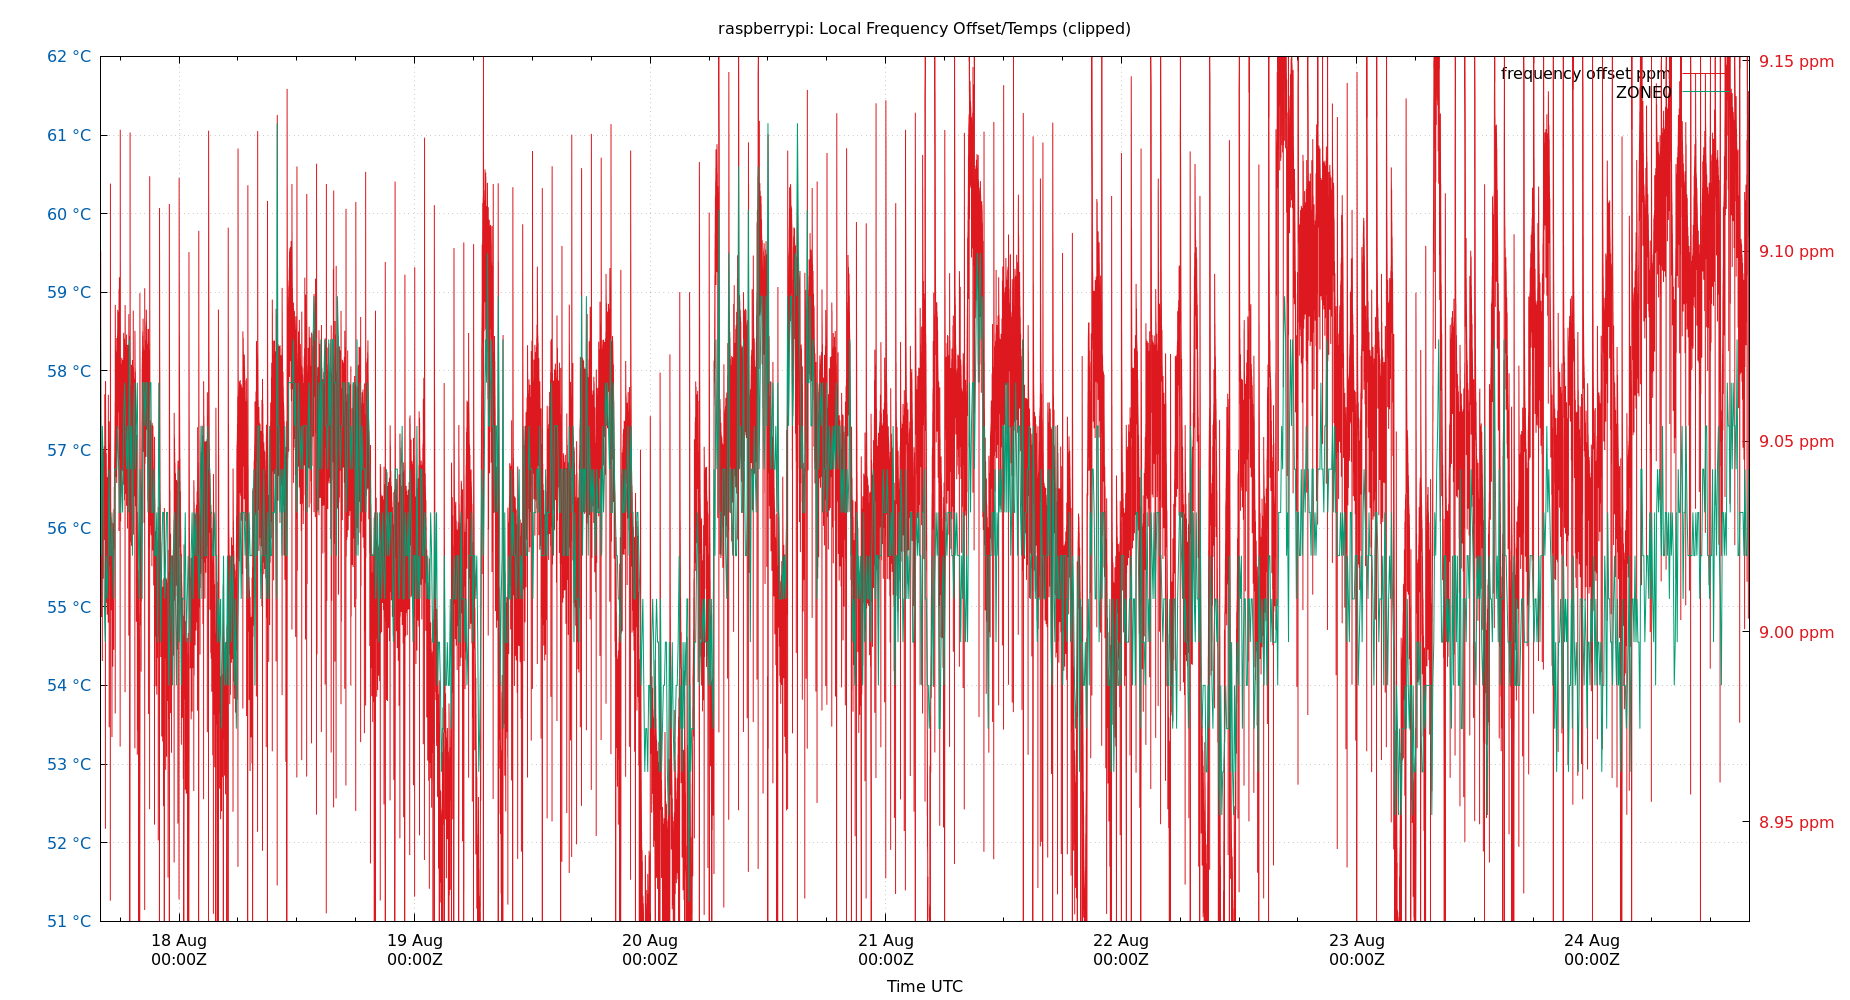 raspberrypi: Local Frequency Offset/Temps (clipped)
62 °C
61 °C
60 °C
59 °C
58 °C
57 °C
56 °C
55 °C
54 °C
53 °C
52 °C
51 °C
9.15 ppm
9.10 ppm
9.05 ppm
9.00 ppm
8.95 ppm
frequency offset ppm
ZONE0
18 Aug
00:00Z
19 Aug
00:00Z
20 Aug
00:00Z
21 Aug
00:00Z
22 Aug
00:00Z
23 Aug
00:00Z
24 Aug
00:00Z
Time UTC